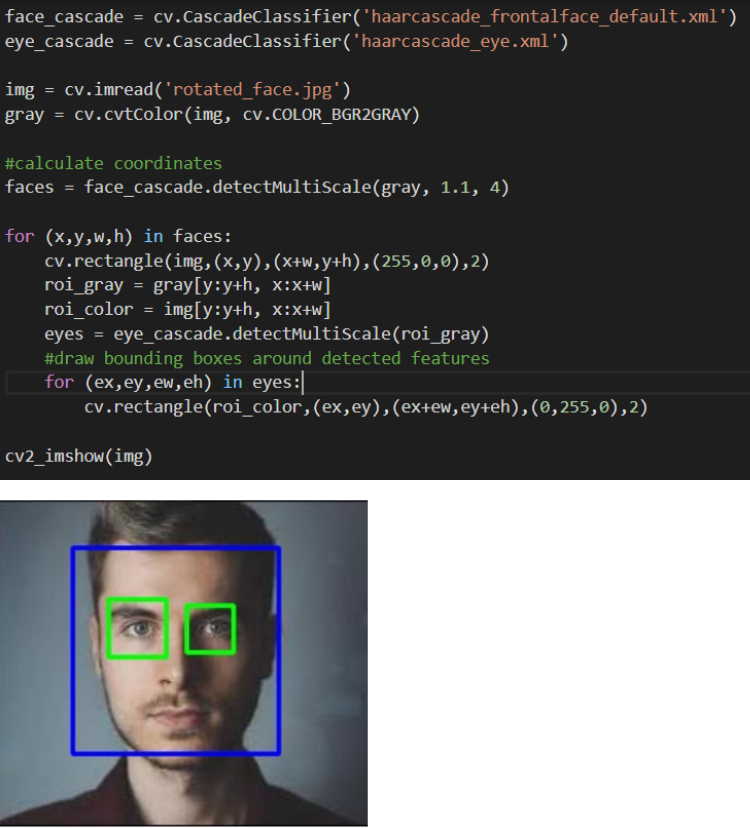 face_cascade = cv.CascadeClassifier('haarcascade_frontalface_default.xml')
eye_cascade = cv.CascadeClassifier('haarcascade_eye.xml')

img = cv.imread('rotated_face.jpg')
gray = cv.cvtColor(img, cv.COLOR_BGR2GRAY)

#calculate coordinates
faces = face_cascade.detectMultiScale(gray, 1.1, 4)

for (x,y,w,h) in faces:
    cv.rectangle(img,(x,y),(x+w,y+h),(255,0,0),2)
    roi_gray = gray[y:y+h, x:x+w]
    roi_color = img[y:y+h, x:x+w]
    eyes = eye_cascade.detectMultiScale(roi_gray)
    #draw bounding boxes around detected features
    for (ex,ey,ew,eh) in eyes:
        cv.rectangle(roi_color,(ex,ey),(ex+ew,ey+eh),(0,255,0),2)

cv2_imshow(img)